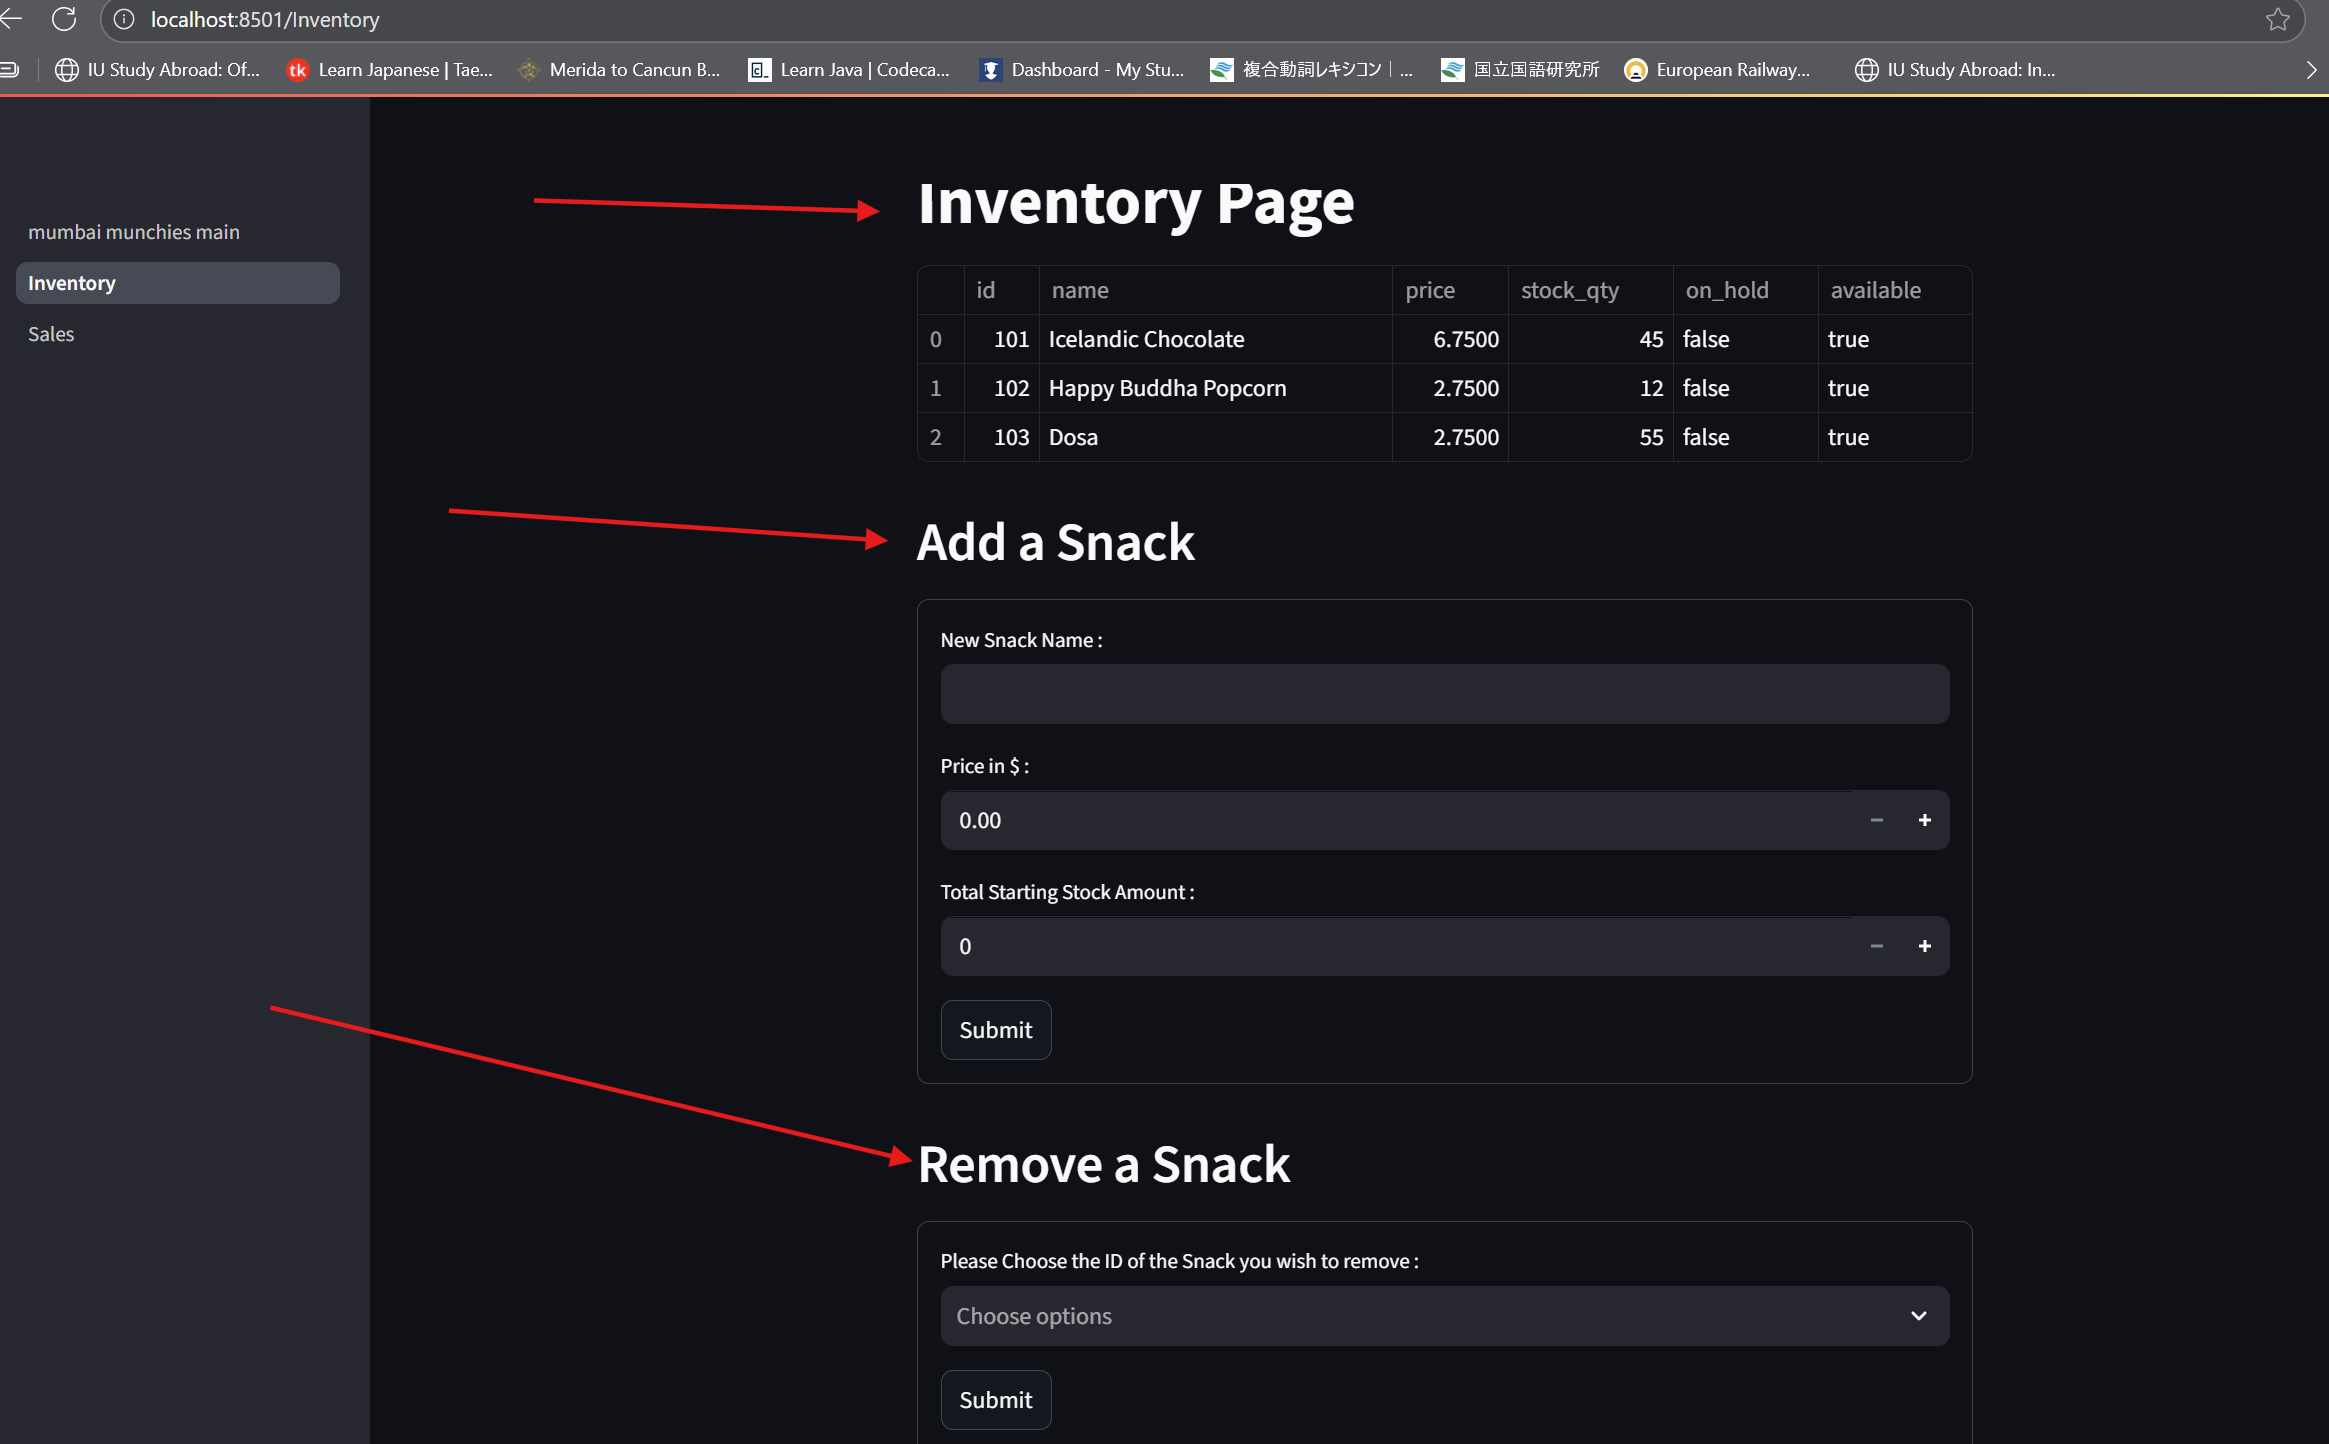 localhost:8501/Inventory
IU Study Abroad: Of...
tk
Learn Japanese | Tae...
Merida to Cancun B...
Learn Java | Codeca...
Dashboard - My Stu...
複合動詞レキシコン | ...
国立国語研究所
European Railway...
IU Study Abroad: In...
mumbai munchies main
Inventory
Sales
Inventory Page
id name price stock_qty on_hold available
0 101 Icelandic Chocolate 6.7500 45 false true
1 102 Happy Buddha Popcorn 2.7500 12 false true
2 103 Dosa 2.7500 55 false true
Add a Snack
New Snack Name :
Price in $ :
0.00
Total Starting Stock Amount :
0
Submit
Remove a Snack
Please Choose the ID of the Snack you wish to remove :
Choose options
Submit